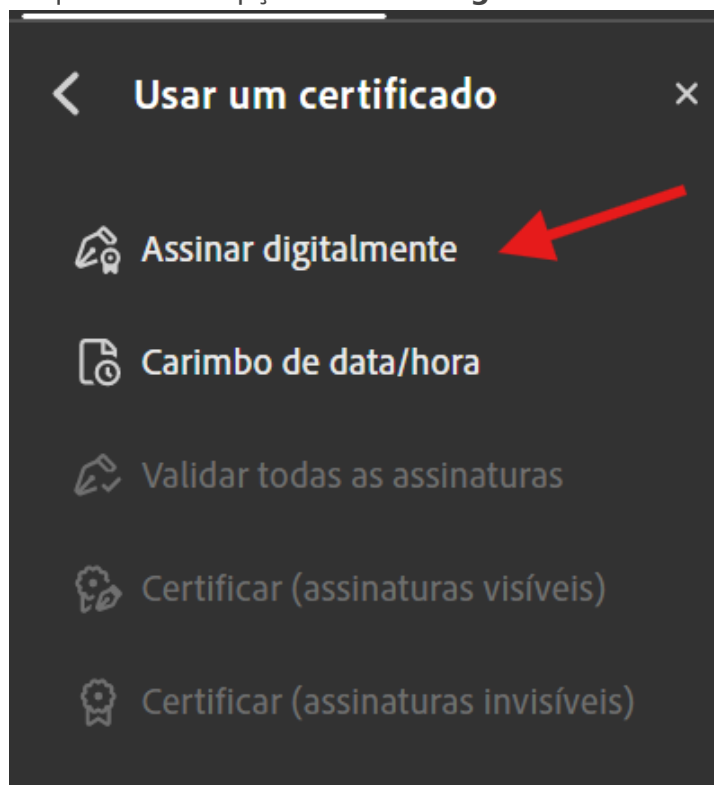 Usar um certificado
Assinar digitalmente
Carimbo de data/hora
Validar todas as assinaturas
Certificar (assinaturas visíveis)
Certificar (assinaturas invisíveis)